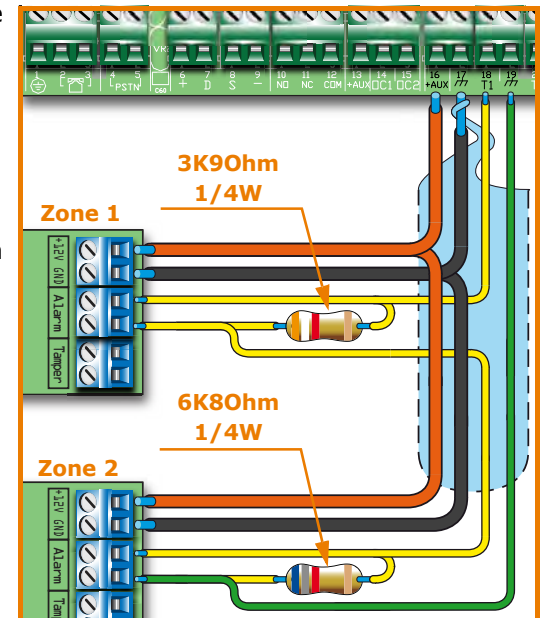 e
VK
C60
1 2 3 4 5 6 7 8 9 10 11 12 13 14 15 16 17 18 19
PSTN + D S - NO NC COM +AUX OC1 OC2 +AUX T1
3K9Ohm
1/4W
Zone 1
+12V GND
Alarm
Tamper
6K8Ohm
1/4W
Zone 2
+12V GND
Alarm
Tam